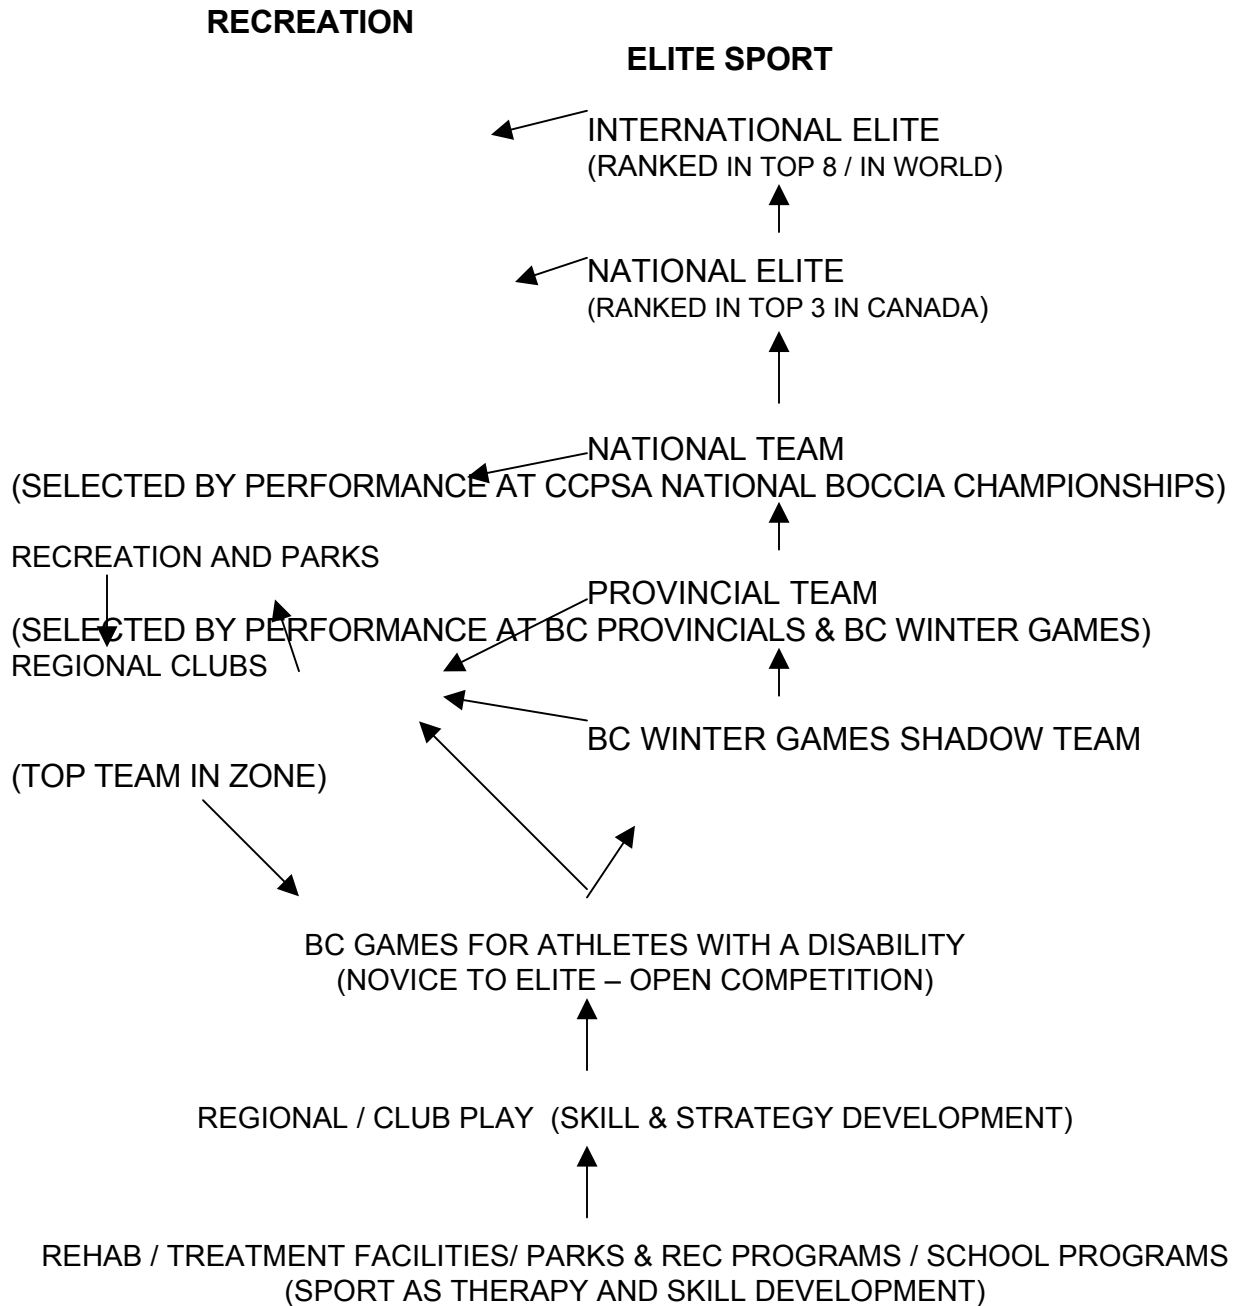 RECREATION
ELITE SPORT
INTERNATIONAL ELITE
(RANKED IN TOP 8 / IN WORLD)
NATIONAL ELITE
(RANKED IN TOP 3 IN CANADA)
NATIONAL TEAM
(SELECTED BY PERFORMANCE AT CCPSA NATIONAL BOCCIA CHAMPIONSHIPS)
RECREATION AND PARKS
PROVINCIAL TEAM
(SELECTED BY PERFORMANCE AT BC PROVINCIALS & BC WINTER GAMES)
REGIONAL CLUBS
BC WINTER GAMES SHADOW TEAM
(TOP TEAM IN ZONE)
BC GAMES FOR ATHLETES WITH A DISABILITY
(NOVICE TO ELITE – OPEN COMPETITION)
REGIONAL / CLUB PLAY (SKILL & STRATEGY DEVELOPMENT)
REHAB / TREATMENT FACILITIES/ PARKS & REC PROGRAMS / SCHOOL PROGRAMS
(SPORT AS THERAPY AND SKILL DEVELOPMENT)